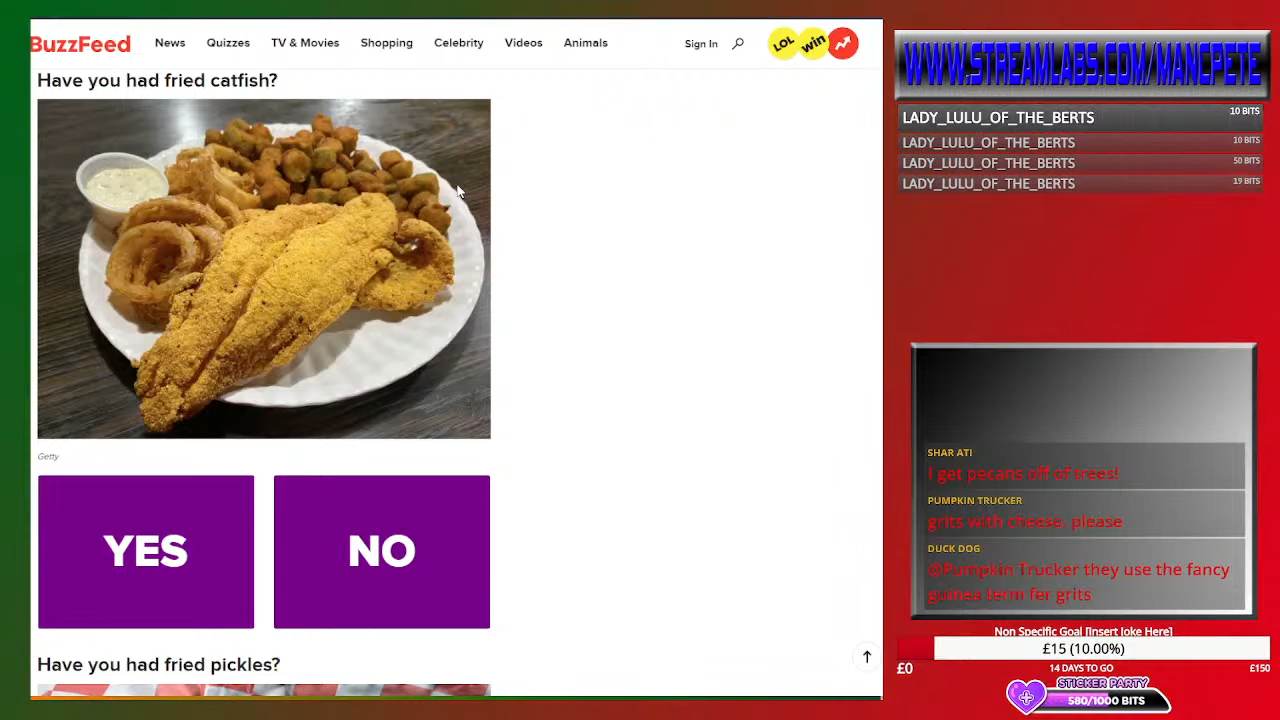 BuzzFeed
News
Quizzes
TV & Movies
Shopping
Celebrity
Videos
Animals
Sign In
LOL
win
Have you had fried catfish?
Getty
YES
NO
Have you had fried pickles?
WWW.STREAMLABS.COM/MANCPETE
LADY_LULU_OF_THE_BERTS 10 BITS
LADY_LULU_OF_THE_BERTS 10 BITS
LADY_LULU_OF_THE_BERTS 50 BITS
LADY_LULU_OF_THE_BERTS 19 BITS
SHAR ATI
I get pecans off of trees!
PUMPKIN TRUCKER
grits with cheese, please
DUCK DOG
@Pumpkin Trucker they use the fancy
guinea term fer grits
Non Specific Goal [Insert Joke Here]
£15 (10.00%)
£0
14 DAYS TO GO
£150
STICKER PARTY
580/1000 BITS